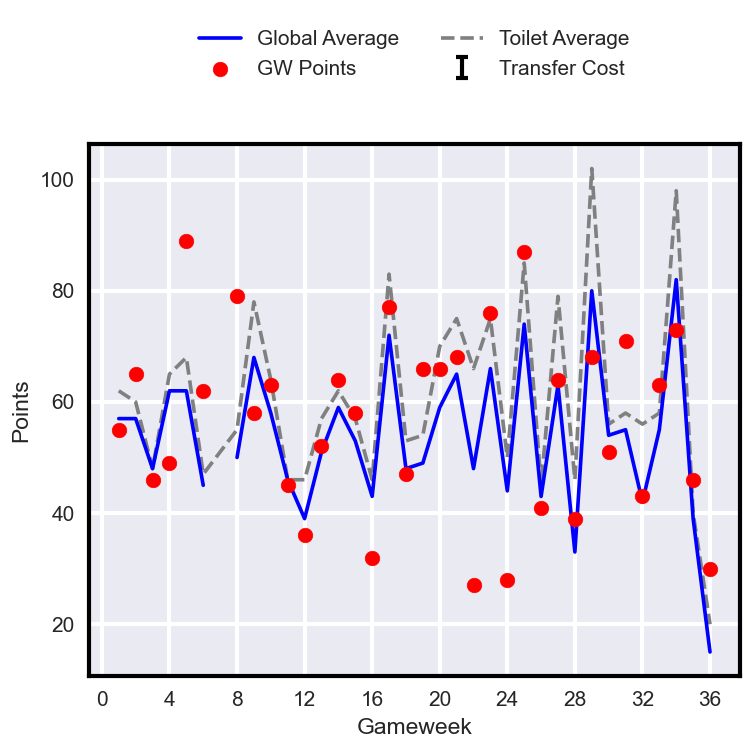 Global Average
Toilet Average
GW Points
Transfer Cost
100
80
60
40
20
Points
0 4 8 12 16 20 24 28 32 36
Gameweek